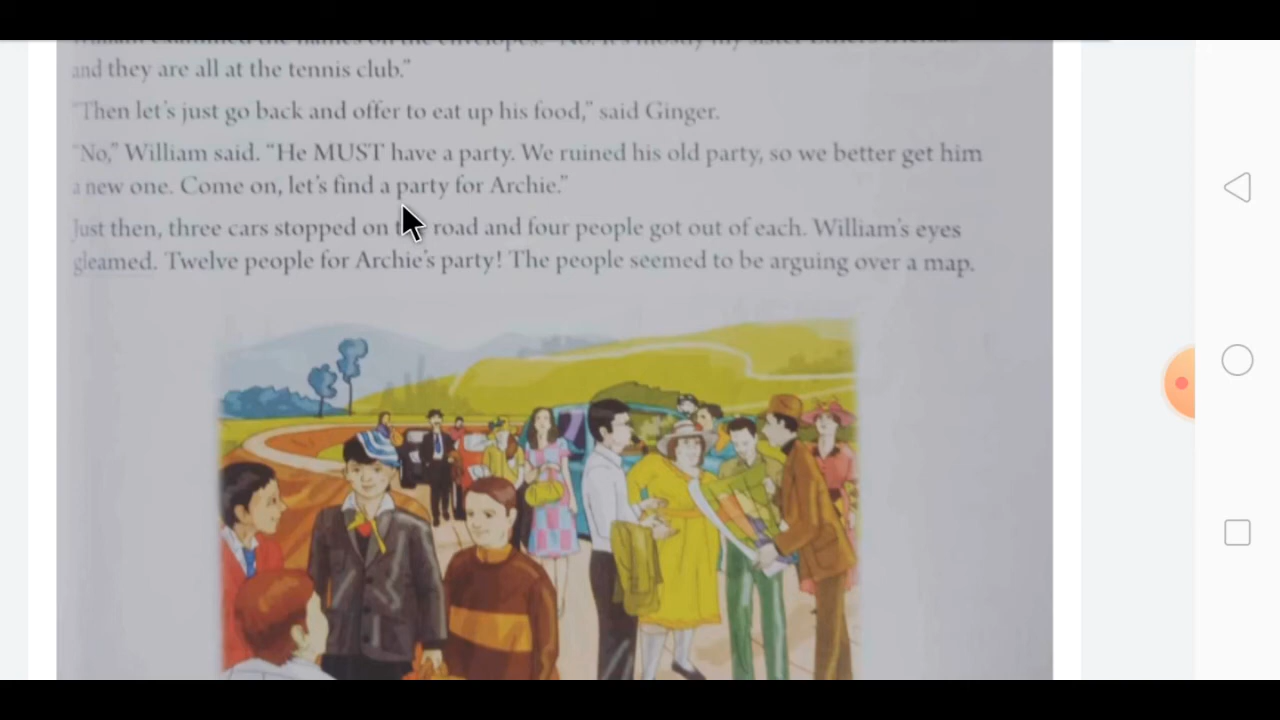 and they are all at the tennis club.”
“Then let’s just go back and offer to eat up his food,” said Ginger.
“No,” William said. “He MUST have a party. We ruined his old party, so we better get him
a new one. Come on, let’s find a party for Archie.”
Just then, three cars stopped on road and four people got out of each. William’s eyes
gleamed. Twelve people for Archie’s party! The people seemed to be arguing over a map.